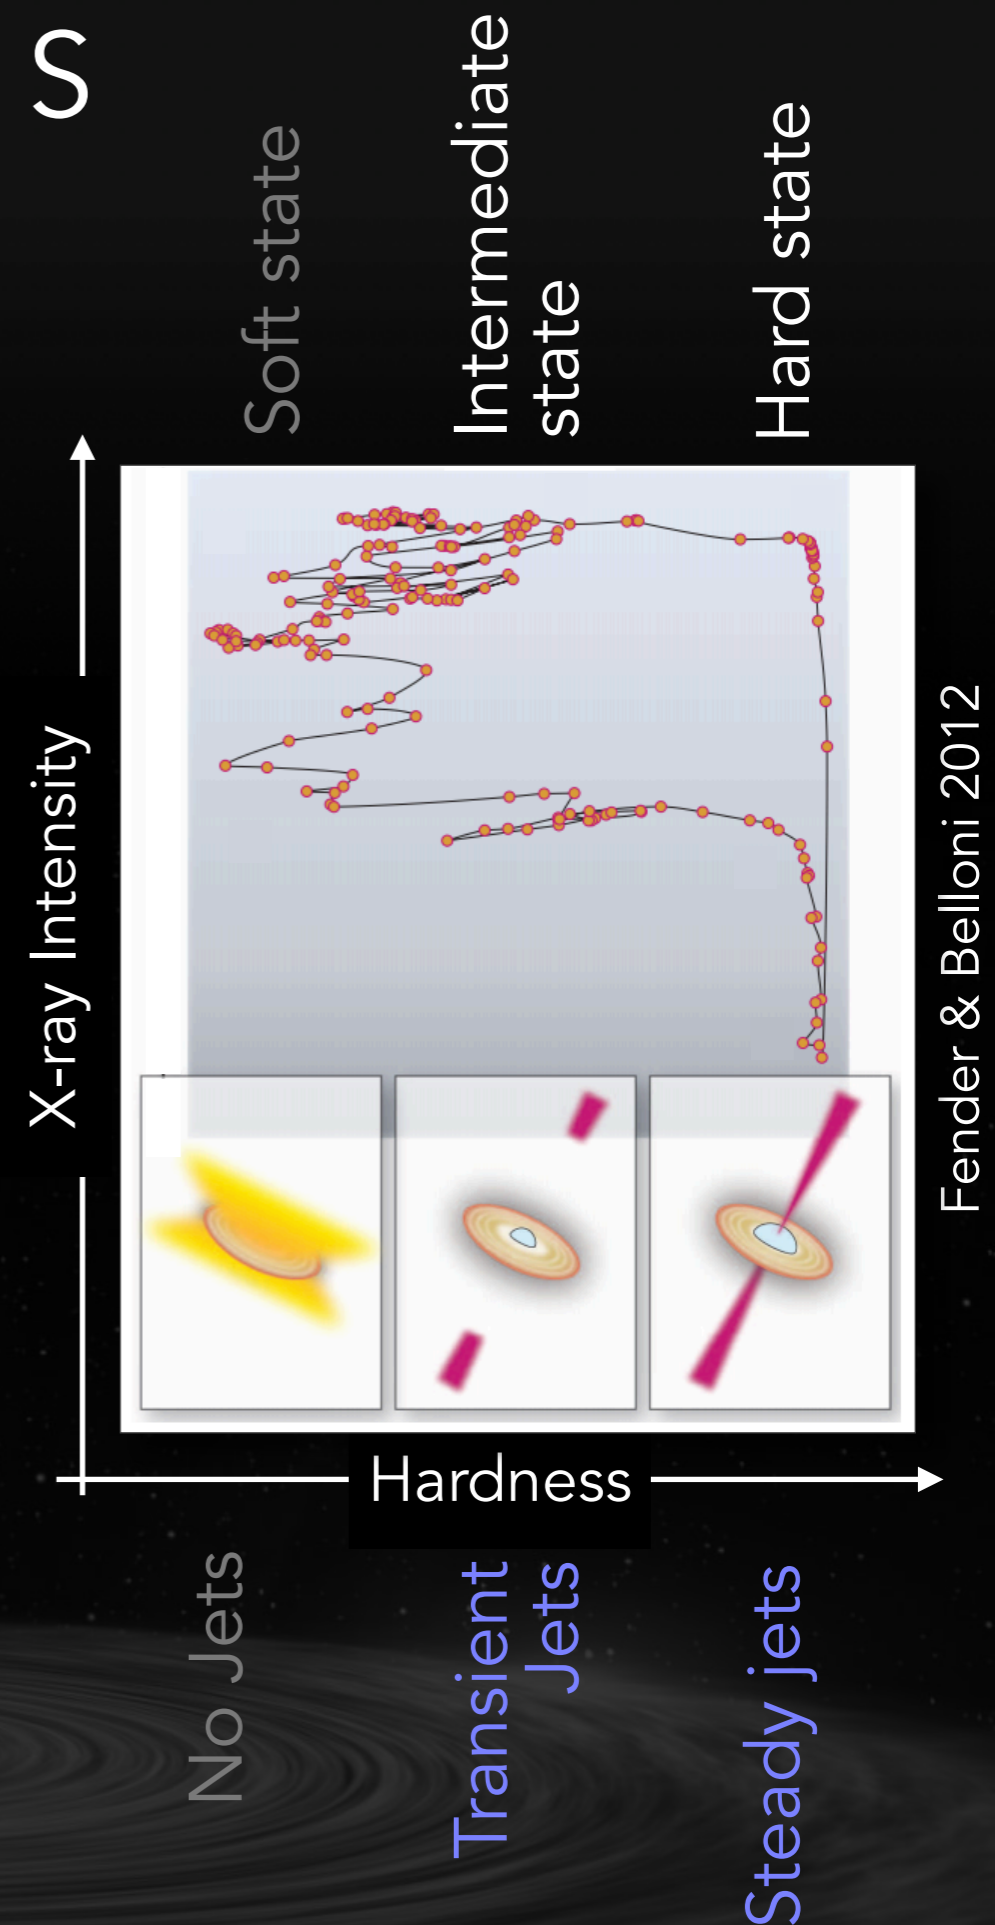 S
Soft state
Intermediate
state
Hard state
X-ray Intensity
Fender & Belloni 2012
Hardness
No Jets
Transient
Jets
Steady jets